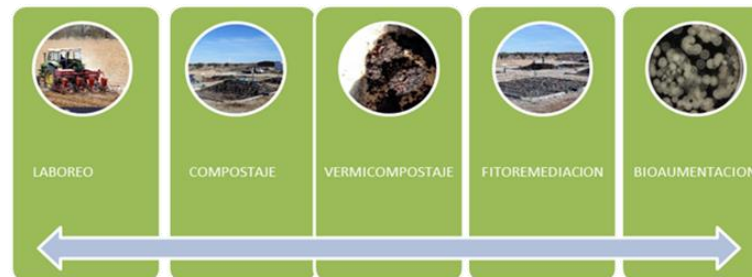 LABOREO
COMPOSTAJE
VERMICOMPOSTAJE
FITOREMEDIACION
BIOAUMENTACION